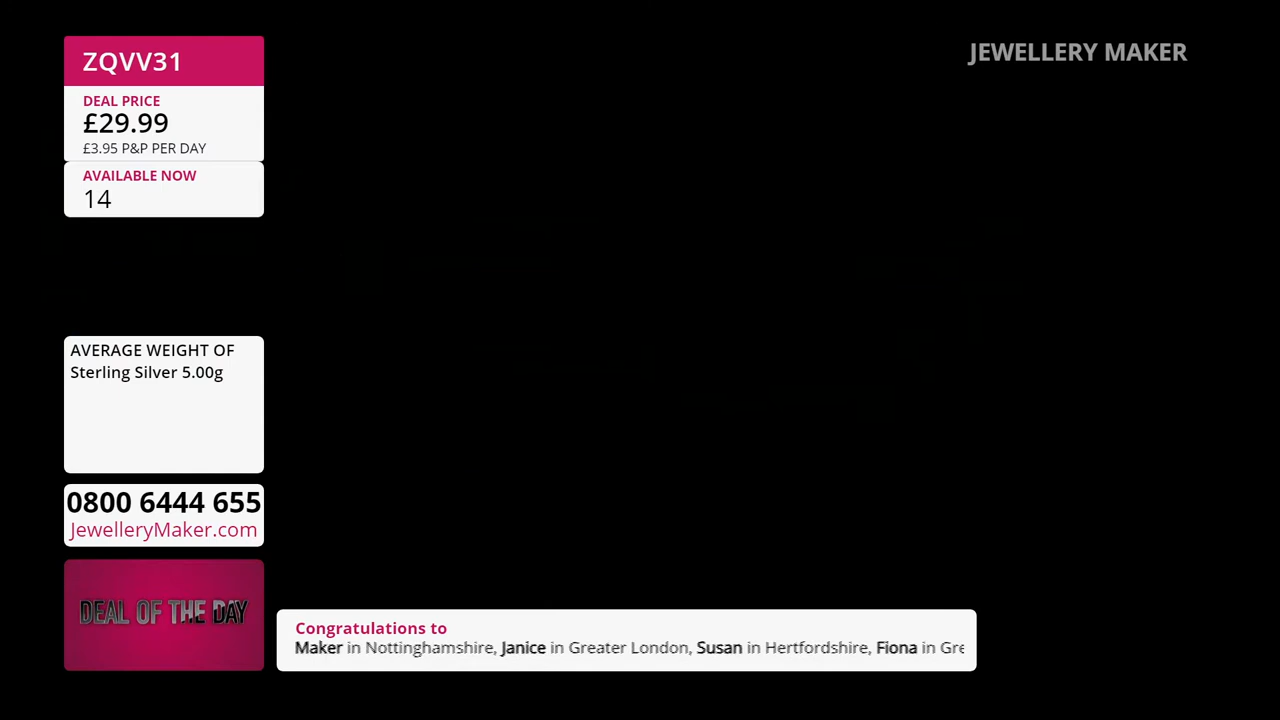 ZQVV31
DEAL PRICE
£29.99
£3.95 P&P PER DAY
AVAILABLE NOW
14
JEWELLERY MAKER
AVERAGE WEIGHT OF
Sterling Silver 5.00g
0800 6444 655
JewelleryMaker.com
DEAL OF THE DAY
Congratulations to
Maker in Nottinghamshire, Janice in Greater London, Susan in Hertfordshire, Fiona in Gre